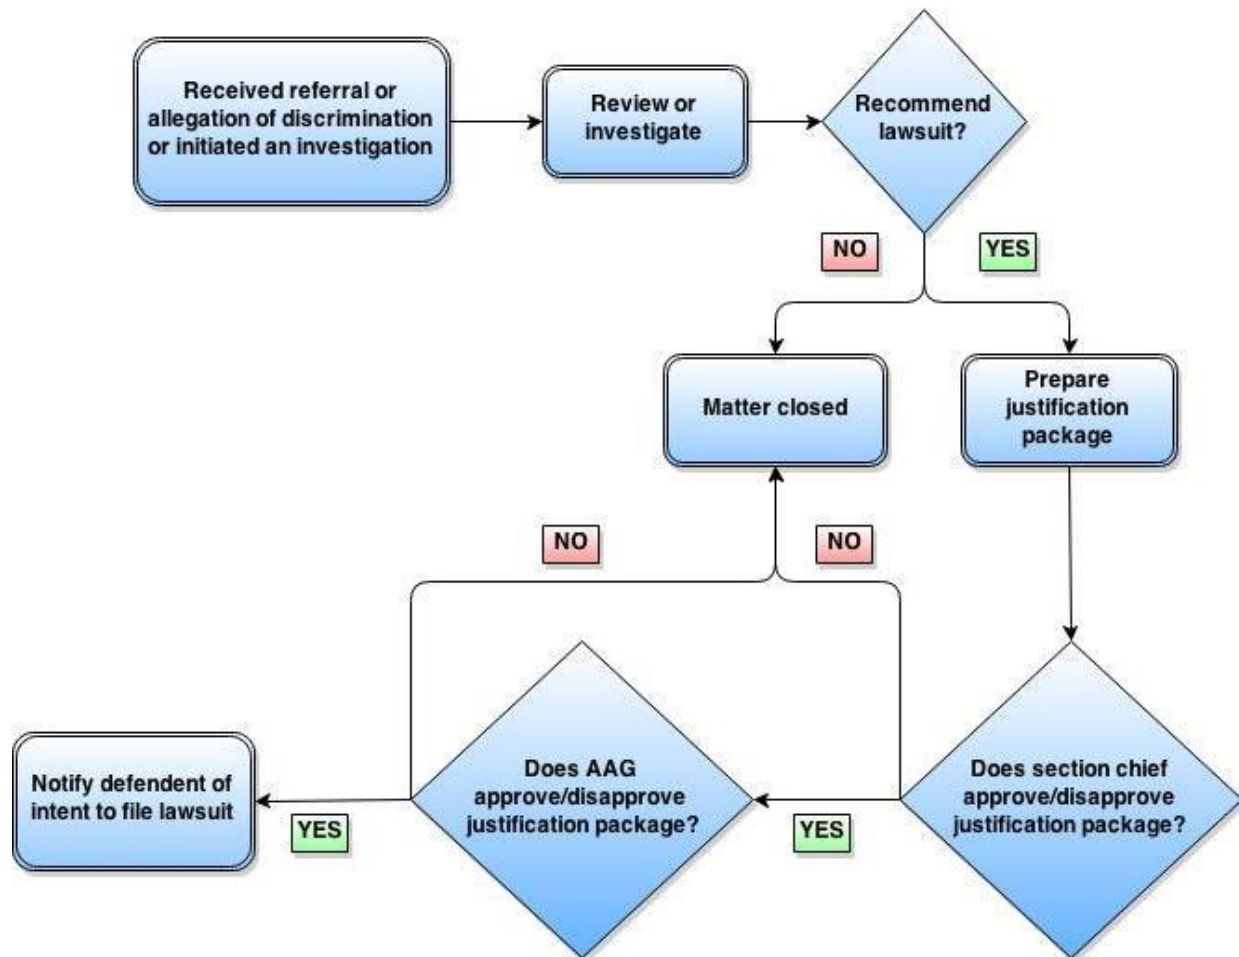 Received referral or
allegation of discrimination
or initiated an investigation
Review or
investigate
Recommend
lawsuit?
NO
YES
Matter closed
Prepare
justification
package
NO
NO
Does section chief
approve/disapprove
justification package?
YES
Does AAG
approve/disapprove
justification package?
YES
Notify defendent of
intent to file lawsuit